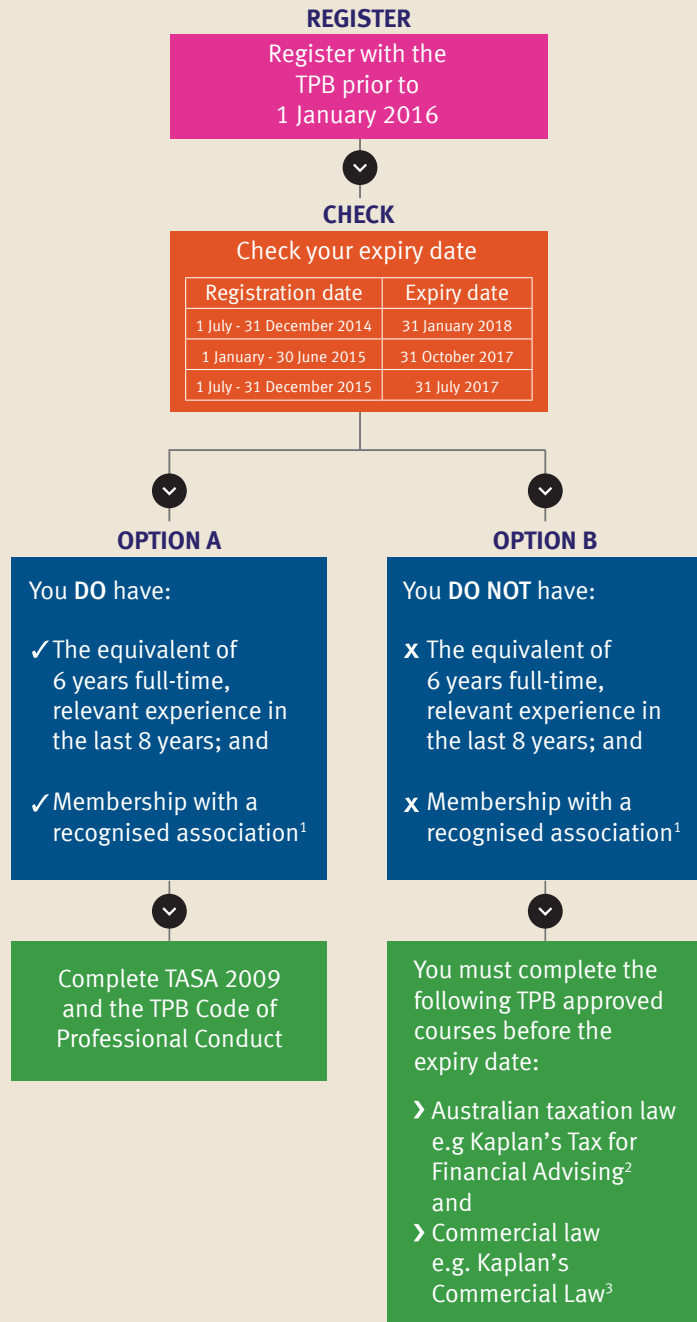 REGISTER
Register with the
TPB prior to
1 January 2016
CHECK
Check your expiry date
Registration date Expiry date
1 July - 31 December 2014 31 January 2018
1 January - 30 June 2015 31 October 2017
1 July - 31 December 2015 31 July 2017
OPTION A
You DO have:
✓ The equivalent of
6 years full-time,
relevant experience in
the last 8 years; and
✓ Membership with a
recognised association¹
Complete TASA 2009
and the TPB Code of
Professional Conduct
OPTION B
You DO NOT have:
x The equivalent of
6 years full-time,
relevant experience in
the last 8 years; and
x Membership with a
recognised association¹
You must complete the
following TPB approved
courses before the
expiry date:
❯ Australian taxation law
e.g Kaplan's Tax for
Financial Advising²
and
❯ Commercial law
e.g. Kaplan's
Commercial Law³